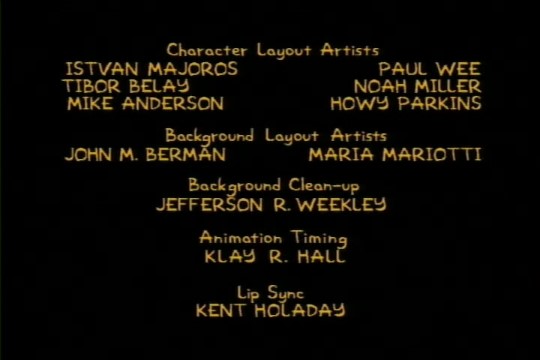 Character Layout Artists
ISTVAN MAJOROS PAUL WEE
TIBOR BELAY NOAH MILLER
MIKE ANDERSON HOWY PARKINS
Background Layout Artists
JOHN M. BERMAN MARIA MARIOTTI
Background Clean-up
JEFFERSON R. WEEKLEY
Animation Timing
KLAY R. HALL
Lip Sync
KENT HOLADAY